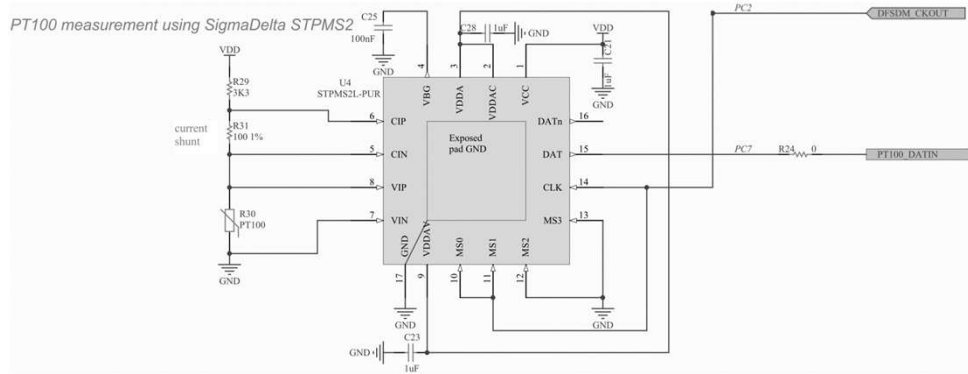 PT100 measurement using SigmaDelta STPMS2
C25
100nF
GND
C28
1uF
GND
VDD
C21
1uF
GND
PC2
DFSDM_CKOUT
VDD
R29
3K3
R31
100 1%
current
shunt
R30
PT100
GND
U4
STPMS2L-PUR
4
3
2
1
VBG
VDDA
VDDAC
VCC
6
CIP
5
CIN
8
VIP
7
VIN
Exposed
pad GND
DATn
16
DAT
15
PC7
R24
0
PT100_DATIN
CLK
14
MS3
13
GND
VDDAV
MS0
MS1
MS2
17
9
10
11
12
GND
GND
GND
C23
1uF